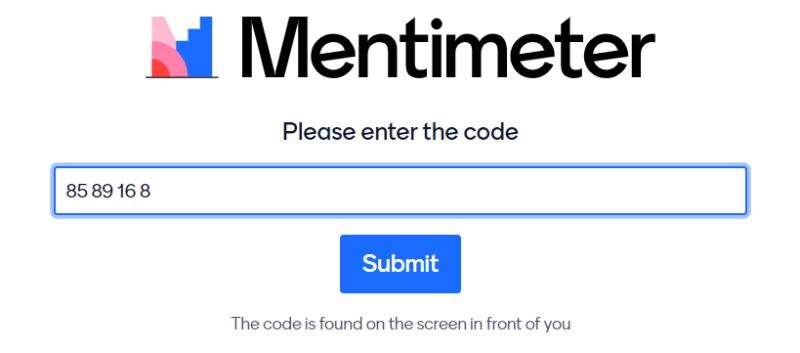 Mentimeter
Please enter the code
85 89 16 8
Submit
The code is found on the screen in front of you